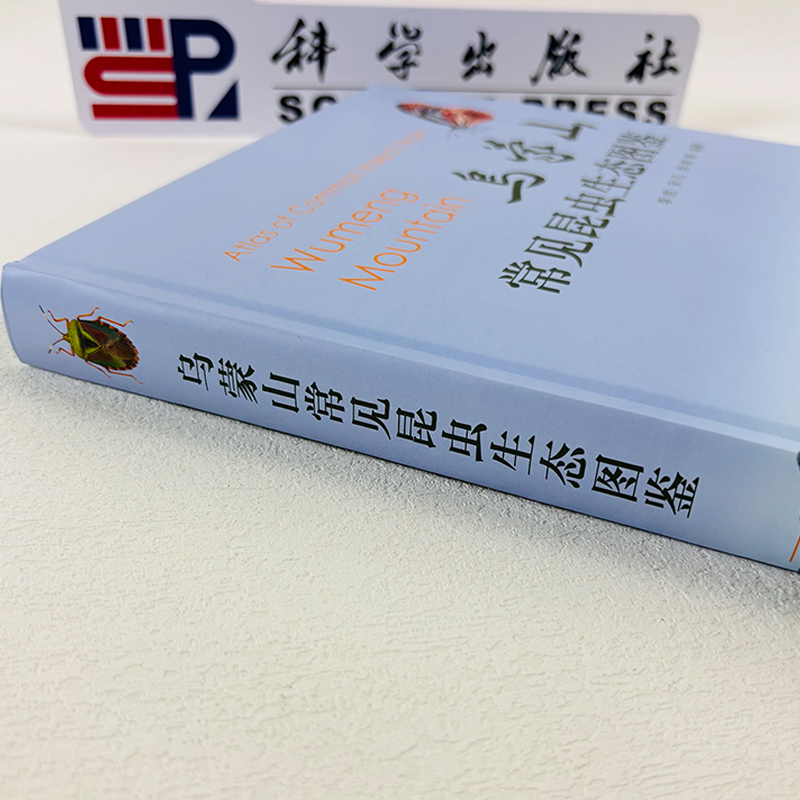 科学出版社
PRESS
乌蒙山
常见昆虫生态图鉴
Atlas of Common
Wumeng
Mountain
乌蒙山常见昆虫生态图鉴